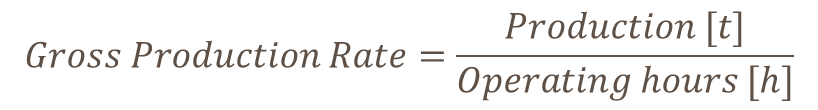 Gross Production Rate = Production [t] / Operating hours [h]